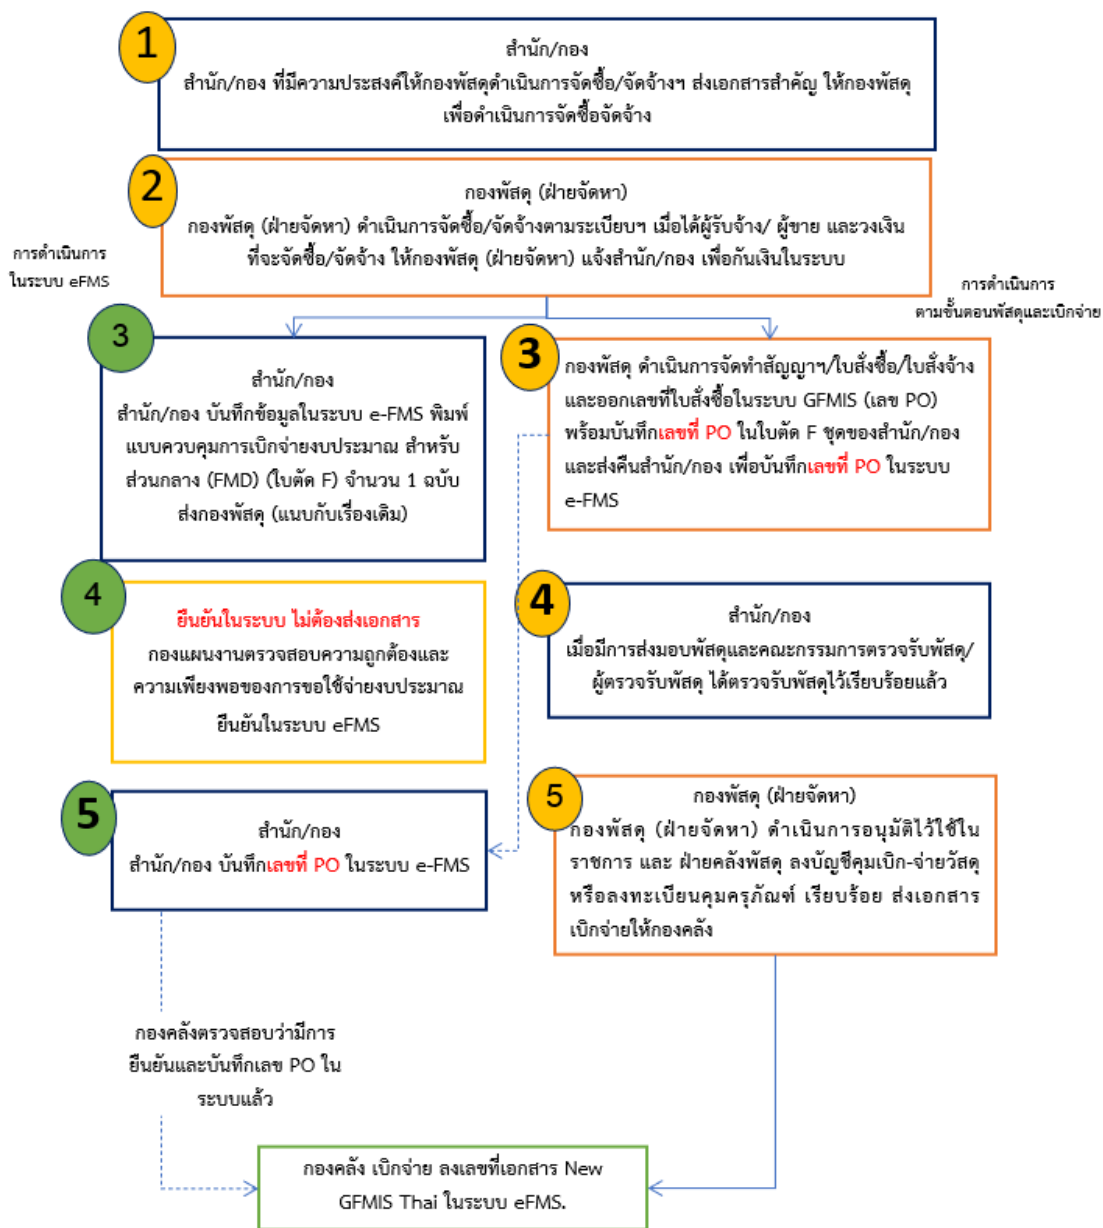 1
สำนัก/กอง
สำนัก/กอง ที่มีความประสงค์ให้กองพัสดุดำเนินการจัดซื้อ/จัดจ้างฯ ส่งเอกสารสำคัญ ให้กองพัสดุ
เพื่อดำเนินการจัดซื้อจัดจ้าง
2
กองพัสดุ (ฝ่ายจัดหา)
กองพัสดุ (ฝ่ายจัดหา) ดำเนินการจัดซื้อ/จัดจ้างตามระเบียบฯ เมื่อได้ผู้รับจ้าง/ ผู้ขาย และวงเงิน
ที่จะจัดซื้อ/จัดจ้าง ให้กองพัสดุ (ฝ่ายจัดหา) แจ้งสำนัก/กอง เพื่อกันเงินในระบบ
การดำเนินการ
ในระบบ eFMS
การดำเนินการ
ตามขั้นตอนพัสดุและเบิกจ่าย
3
สำนัก/กอง
สำนัก/กอง บันทึกข้อมูลในระบบ e-FMS พิมพ์
แบบควบคุมการเบิกจ่ายงบประมาณ สำหรับ
ส่วนกลาง (FMD) (ใบตัด F) จำนวน 1 ฉบับ
ส่งกองพัสดุ (แนบกับเรื่องเดิม)
3
กองพัสดุ ดำเนินการจัดทำสัญญาฯ/ใบสั่งซื้อ/ใบสั่งจ้าง
และออกเลขที่ใบสั่งซื้อในระบบ GFMIS (เลข PO)
พร้อมบันทึกเลขที่ PO ในใบตัด F ชุดของสำนัก/กอง
และส่งคืนสำนัก/กอง เพื่อบันทึกเลขที่ PO ในระบบ
e-FMS
4
ยืนยันในระบบ ไม่ต้องส่งเอกสาร
กองแผนงานตรวจสอบความถูกต้องและ
ความเพียงพอของการขอใช้จ่ายงบประมาณ
ยืนยันในระบบ eFMS
4
สำนัก/กอง
เมื่อมีการส่งมอบพัสดุและคณะกรรมการตรวจรับพัสดุ/
ผู้ตรวจรับพัสดุ ได้ตรวจรับพัสดุไว้เรียบร้อยแล้ว
5
สำนัก/กอง
สำนัก/กอง บันทึกเลขที่ PO ในระบบ e-FMS
5
กองพัสดุ (ฝ่ายจัดหา)
กองพัสดุ (ฝ่ายจัดหา) ดำเนินการอนุมัติไว้ใช้ใน
ราชการ และ ฝ่ายคลังพัสดุ ลงบัญชีคุมเบิก-จ่ายวัสดุ
หรือลงทะเบียนคุมครุภัณฑ์ เรียบร้อย ส่งเอกสาร
เบิกจ่ายให้กองคลัง
กองคลังตรวจสอบว่ามีการ
ยืนยันและบันทึกเลข PO ใน
ระบบแล้ว
กองคลัง เบิกจ่าย ลงเลขที่เอกสาร New
GFMIS Thai ในระบบ eFMS.